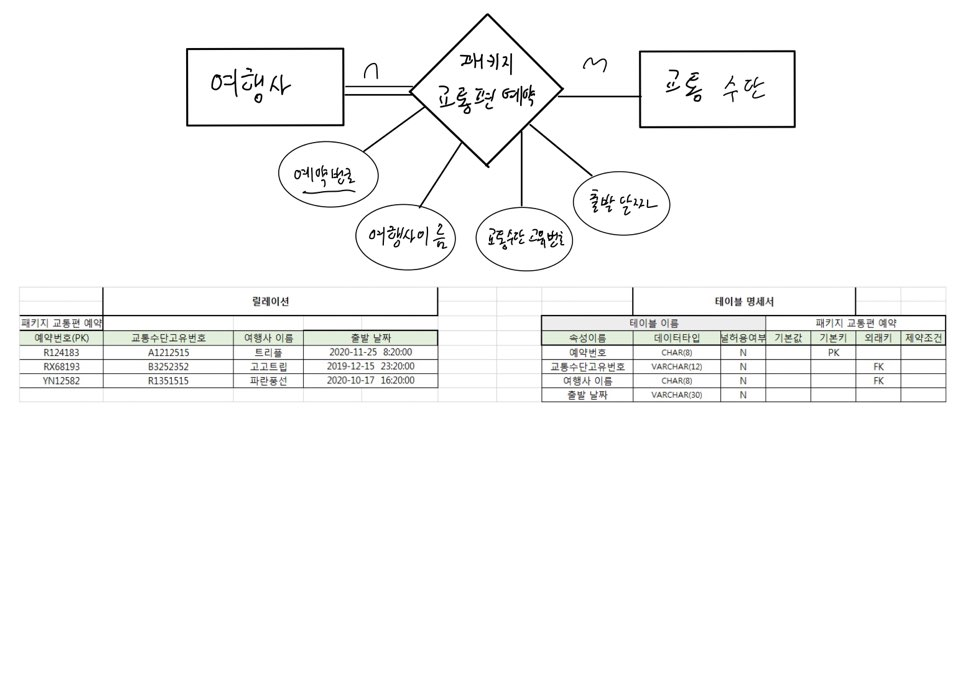 여행사
n
패키지
교통편 예약
m
교통 수단
예약번호
여행사이름
교통수단 고유번호
출발 날짜
릴레이션
패키지 교통편 예약
예약번호(PK) 교통수단고유번호 여행사 이름 출발 날짜
R124183 A1212515 트리플 2020-11-25 8:20:00
RX68193 B3252352 고고트립 2019-12-15 23:20:00
YN12582 R1351515 파란풍선 2020-10-17 16:20:00
테이블 명세서
테이블 이름 패키지 교통편 예약
속성이름 데이터타입 널허용여부 기본값 기본키 외래키 제약조건
예약번호 CHAR(8) N PK
교통수단고유번호 VARCHAR(12) N FK
여행사 이름 CHAR(8) N FK
출발 날짜 VARCHAR(30) N